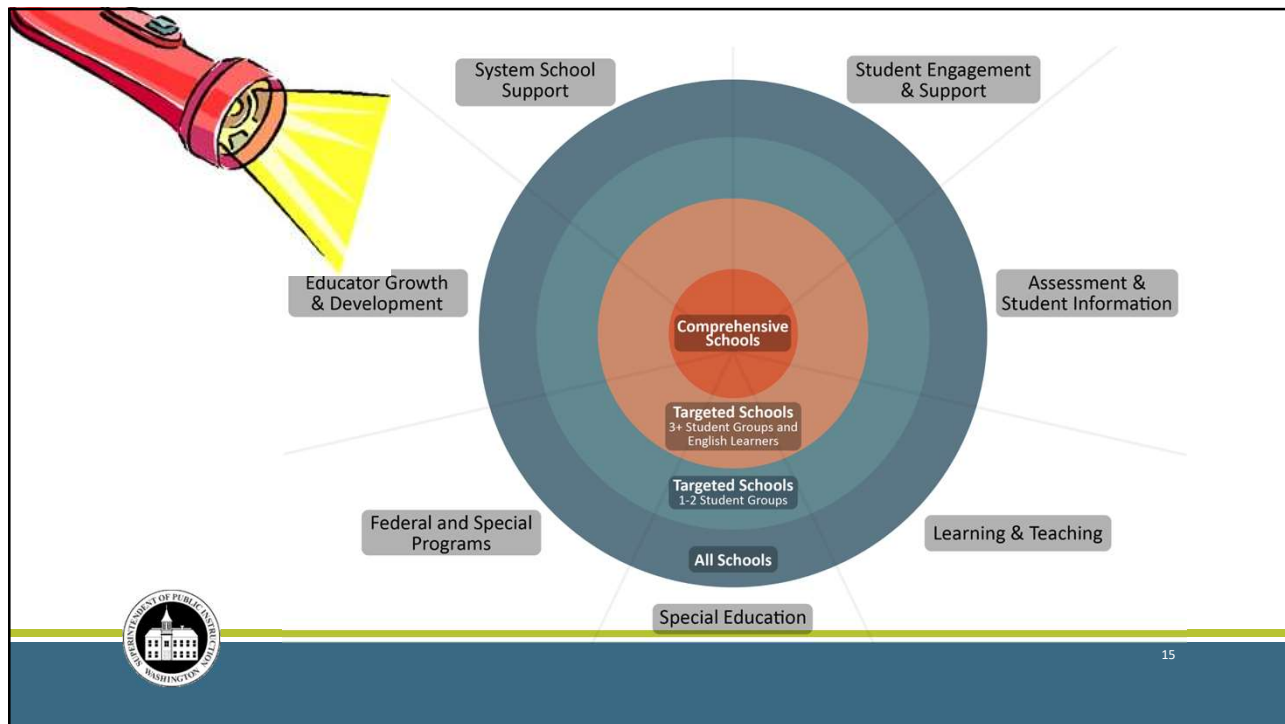 System School
Support
Student Engagement
& Support
Educator Growth
& Development
Assessment &
Student Information
Comprehensive
Schools
Targeted Schools
3+ Student Groups and
English Learners
Targeted Schools
1-2 Student Groups
Federal and Special
Programs
Learning & Teaching
All Schools
Special Education
SUPERINTENDENT OF PUBLIC INSTRUCTION
WASHINGTON
15